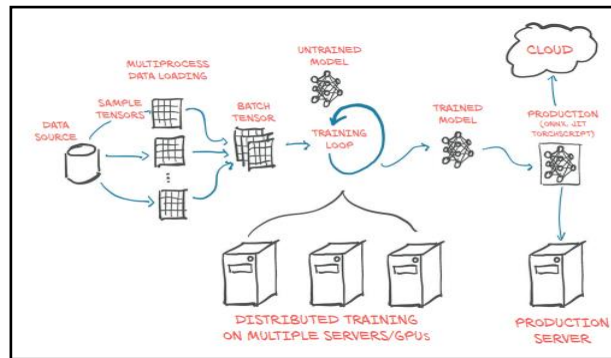 CLOUD
UNTRAINED
MODEL
MULTIPROCESS
DATA LOADING
SAMPLE
TENSORS
BATCH
TENSOR
TRAINING
LOOP
TRAINED
MODEL
PRODUCTION
(ONNX, JIT
TORCHSCRIPT)
DATA
SOURCE
...
DISTRIBUTED TRAINING
ON MULTIPLE SERVERS/GPUs
PRODUCTION
SERVER